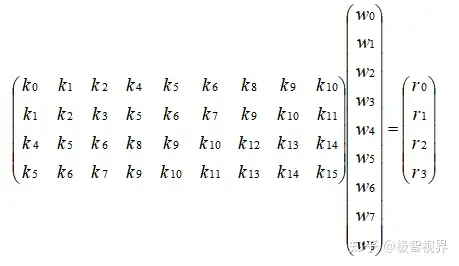 k0 k1 k2 k4 k5 k6 k8 k9 k10
k1 k2 k3 k5 k6 k7 k9 k10 k11
k4 k5 k6 k8 k9 k10 k12 k13 k14
k5 k6 k7 k9 k10 k11 k13 k14 k15
w0
w1
w2
w3
w4
w5
w6
w7
=
r0
r1
r2
r3
知乎 @极智视界